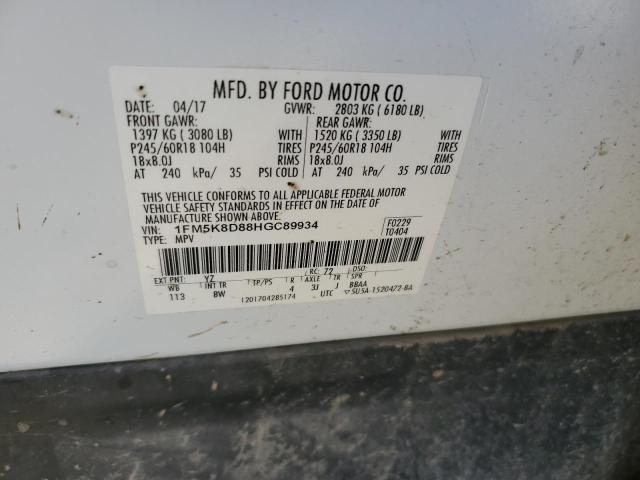 MFD. BY FORD MOTOR CO.
DATE: 04/17 GVWR: 2803 KG ( 6180 LB)
FRONT GAWR: REAR GAWR:
1397 KG ( 3080 LB) WITH 1520 KG ( 3350 LB) WITH
P245/60R18 104H TIRES P245/60R18 104H TIRES
18x8.0J RIMS 18x8.0J RIMS
AT 240 kPa/ 35 PSI COLD AT 240 kPa/ 35 PSI COLD
THIS VEHICLE CONFORMS TO ALL APPLICABLE FEDERAL MOTOR
VEHICLE SAFETY STANDARDS IN EFFECT ON THE DATE OF
MANUFACTURE SHOWN ABOVE.
VIN: 1FM5K8D88HGC89934 F0229
TYPE: MPV T0404
EXT PNT: YZ RC: 72 DSO:
WB INT TR TP/PS R AXLE TR SPR
113 BW 4 3J J BBAA
1201704285174 UTC 5U5A-1520472-BA